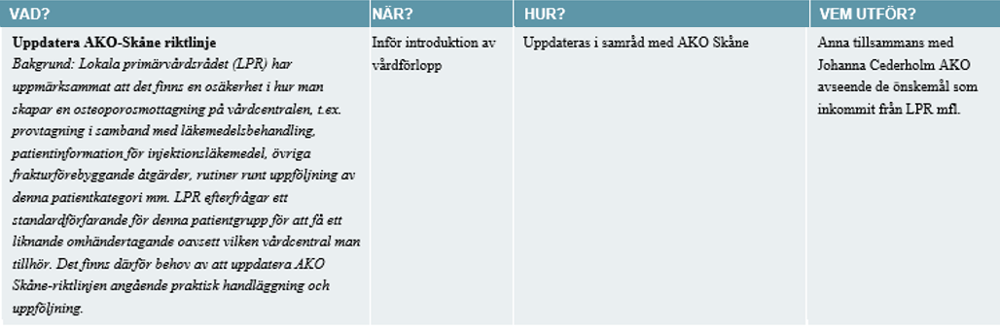 VAD?
NÄR?
HUR?
VEM UTFÖR?
Uppdatera AKO-Skåne riktlinje
Bakgrund: Lokala primärvårdsrådet (LPR) har
uppmärksammat att det finns en osäkerhet i hur man
skapar en osteoporosmottagning på vårdcentralen, t.ex.
provtagning i samband med läkemedelsbehandling,
patientinformation för injektionsläkemedel, övriga
frakturförebyggande åtgärder, rutiner runt uppföljning av
denna patientkategori mm. LPR efterfrågar ett
standardförfarande för denna patientgrupp för att få ett
liknande omhändertagande oavsett vilken vårdcentral man
tillhör. Det finns därför behov av att uppdatera AKO
Skåne-riktlinjen angående praktisk handläggning och
uppföljning.
Inför introduktion av
vårdförlopp
Uppdateras i samråd med AKO Skåne
Anna tillsammans med
Johanna Cederholm AKO
avseende de önskemål som
inkommit från LPR mfl.